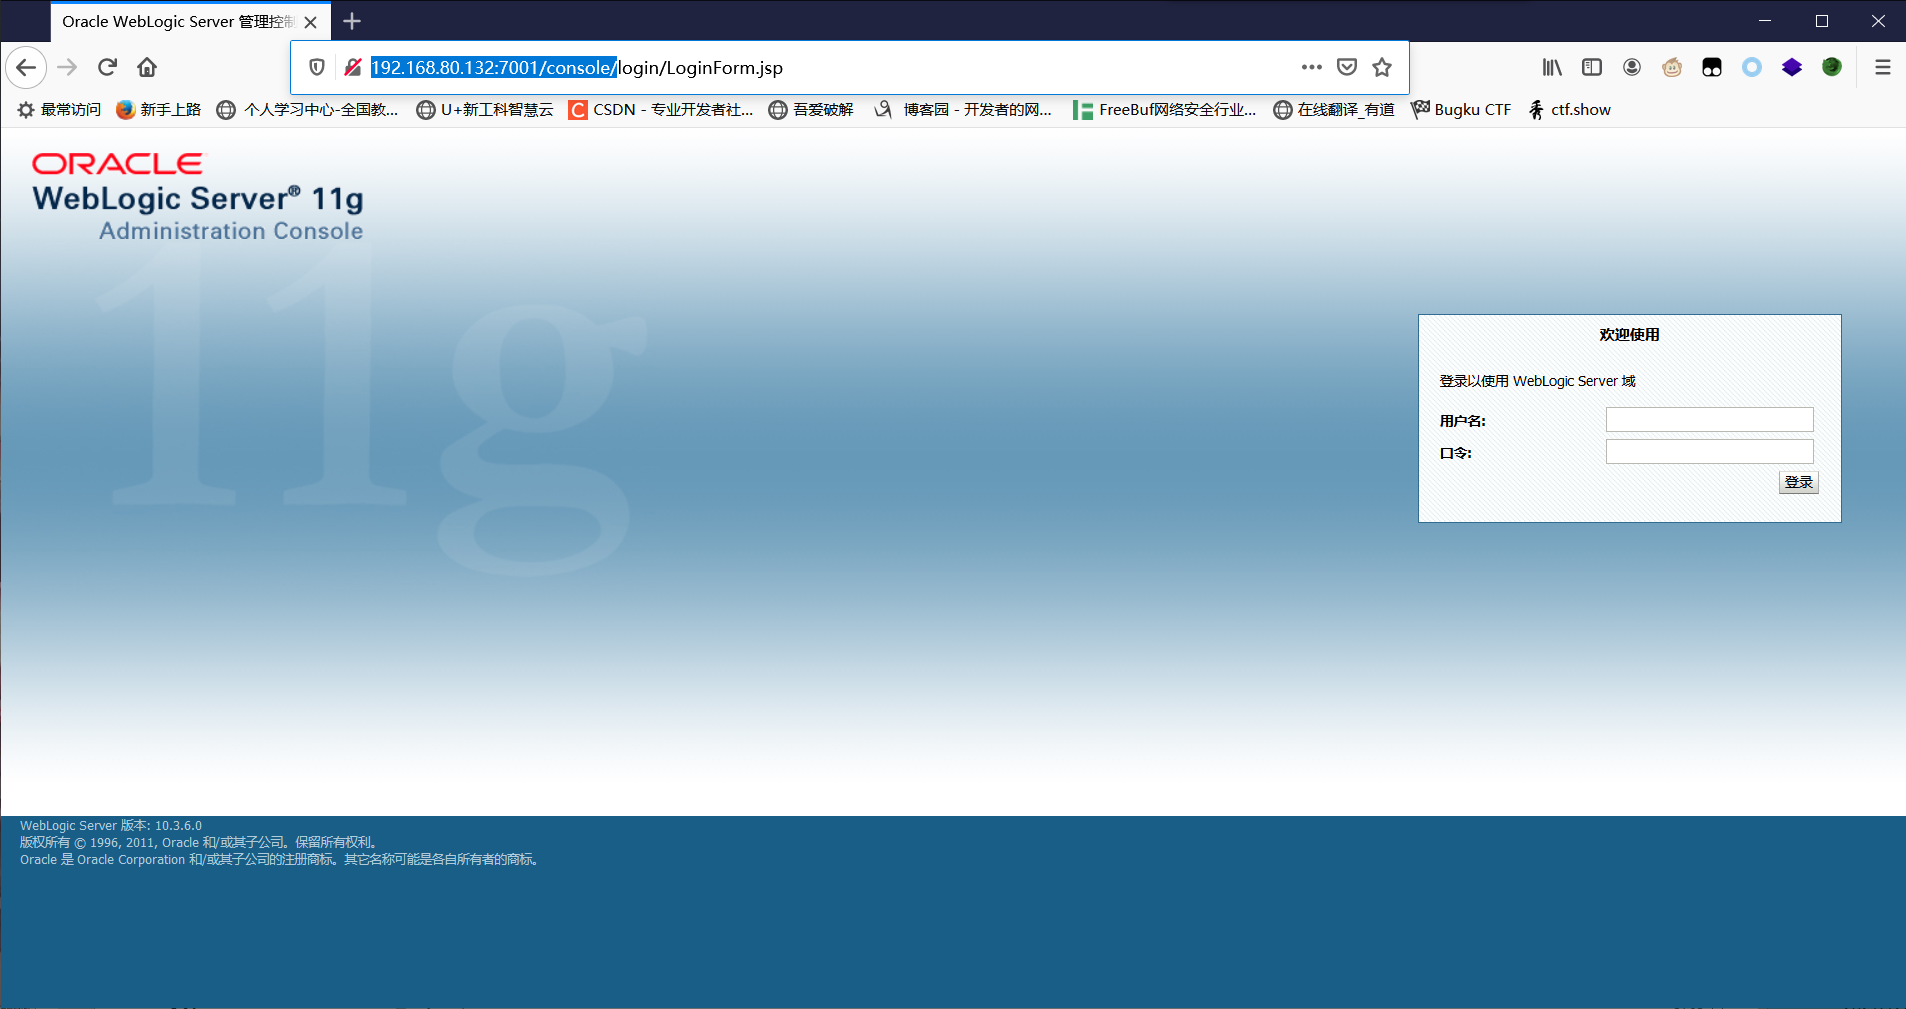 Oracle WebLogic Server 管理控制
192.168.80.132:7001/console/login/LoginForm.jsp
最常访问 新手上路 个人学习中心-全国教... U+新工科智慧云 CSDN - 专业开发者社... 吾爱破解 博客园 - 开发者的网... FreeBuf网络安全行业... 在线翻译_有道 Bugku CTF ctf.show
ORACLE
WebLogic Server® 11g
Administration Console
11g
欢迎使用
登录以使用 WebLogic Server 域
用户名:
口令:
登录
WebLogic Server 版本: 10.3.6.0
版权所有 © 1996, 2011, Oracle 和/或其子公司。保留所有权利。
Oracle 是 Oracle Corporation 和/或其子公司的注册商标。其它名称可能是各自所有者的商标。